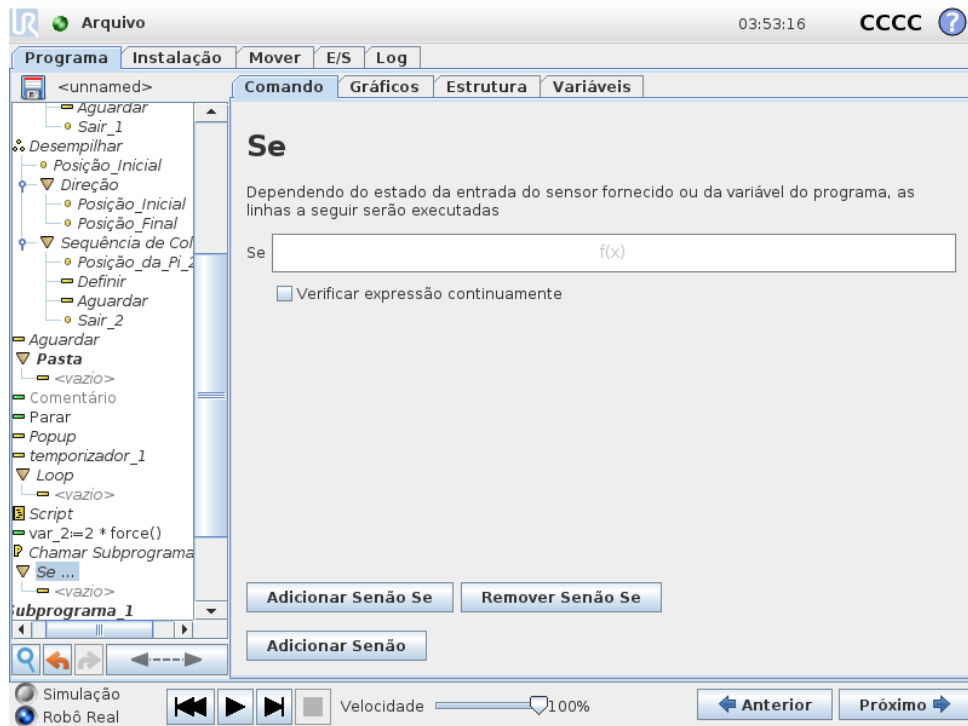 UR Arquivo 03:53:16 CCCC ?
Programa Instalação Mover E/S Log
<unnamed>
Comando Gráficos Estrutura Variáveis
Aguardar
Sair_1
Desempilhar
Posição_Inicial
Direção
Posição_Inicial
Posição_Final
Sequência de Col
Posição_da_Pi_2
Definir
Aguardar
Sair_2
Aguardar
Pasta
<vazio>
Comentário
Parar
Popup
temporizador_1
Loop
<vazio>
Script
var_2:=2 * force()
Chamar Subprograma
Se ...
<vazio>
Subprograma_1
Se
Dependendo do estado da entrada do sensor fornecido ou da variável do programa, as
linhas a seguir serão executadas
Se f(x)
Verificar expressão continuamente
Adicionar Senão Se Remover Senão Se
Adicionar Senão
Simulação
Robô Real
Velocidade 100%
Anterior Próximo